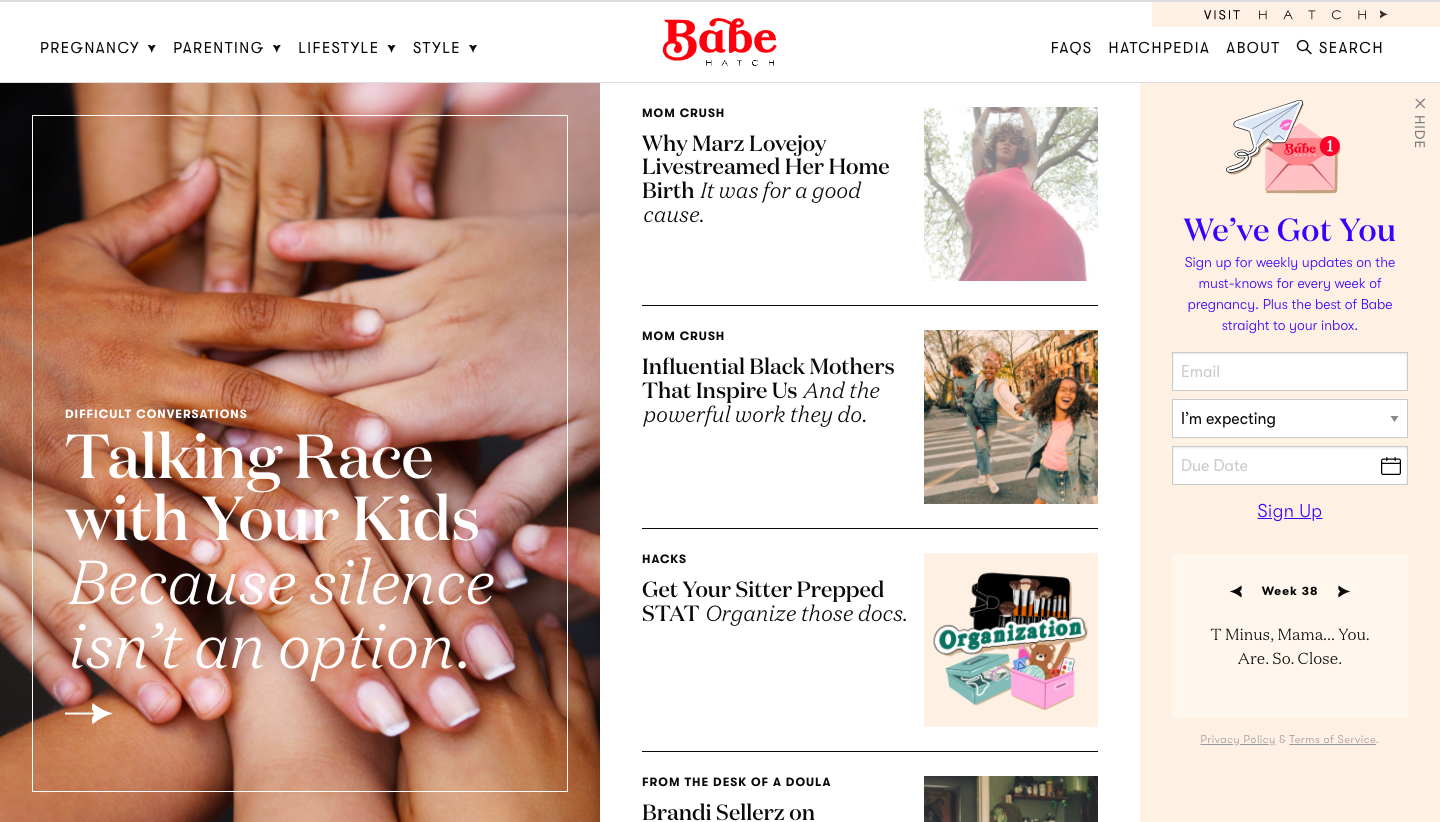 VISIT HATCH
PREGNANCY PARENTING LIFESTYLE STYLE
Babe
HATCH
FAQS HATCHPEDIA ABOUT SEARCH
DIFFICULT CONVERSATIONS
Talking Race
with Your Kids
Because silence
isn't an option.
MOM CRUSH
Why Marz Lovejoy
Livestreamed Her Home
Birth It was for a good
cause.
MOM CRUSH
Influential Black Mothers
That Inspire Us And the
powerful work they do.
HACKS
Get Your Sitter Prepped
STAT Organize those docs.
Organization
FROM THE DESK OF A DOULA
Brandi Sellerz on
× HIDE
Babe
1
We've Got You
Sign up for weekly updates on the
must-knows for every week of
pregnancy. Plus the best of Babe
straight to your inbox.
Email
I'm expecting
Due Date
Sign Up
Week 38
T Minus, Mama... You.
Are. So. Close.
Privacy Policy & Terms of Service.